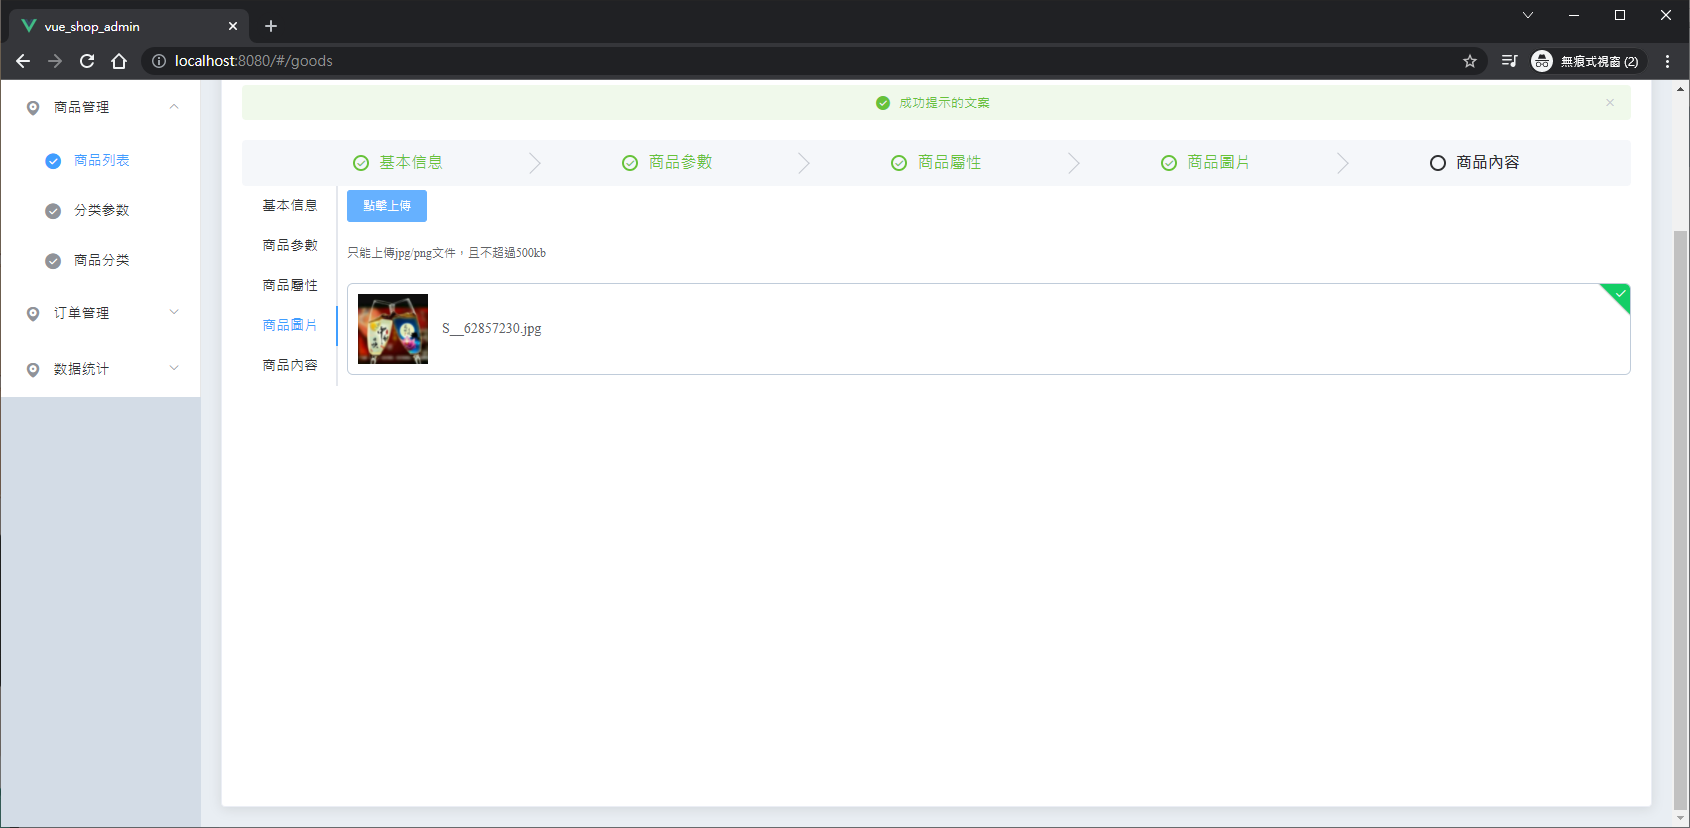 vue_shop_admin
localhost:8080/#/goods
無痕式視窗 (2)
商品管理
商品列表
分类参数
商品分类
订单管理
数据统计
成功提示的文案
基本信息
商品參數
商品屬性
商品圖片
商品內容
基本信息
商品參數
商品屬性
商品圖片
商品內容
點擊上傳
只能上傳jpg/png文件，且不超過500kb
S__62857230.jpg